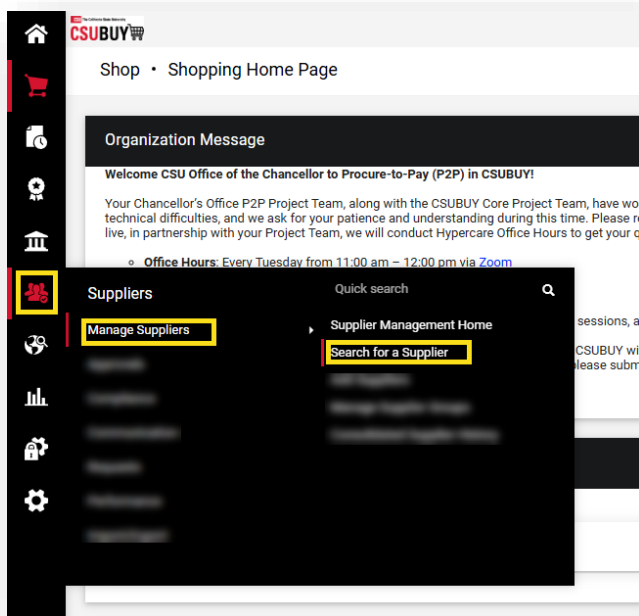 The California State University
CSUBUY
Shop • Shopping Home Page
Organization Message
Welcome CSU Office of the Chancellor to Procure-to-Pay (P2P) in CSUBUY!
Your Chancellor's Office P2P Project Team, along with the CSUBUY Core Project Team, have wo
technical difficulties, and we ask for your patience and understanding during this time. Please r
live, in partnership with your Project Team, we will conduct Hypercare Office Hours to get your q
Office Hours: Every Tuesday from 11:00 am – 12:00 pm via Zoom
Suppliers
Quick search
Manage Suppliers
Supplier Management Home
Search for a Supplier
sessions, a
CSUBUY wi
lease subm